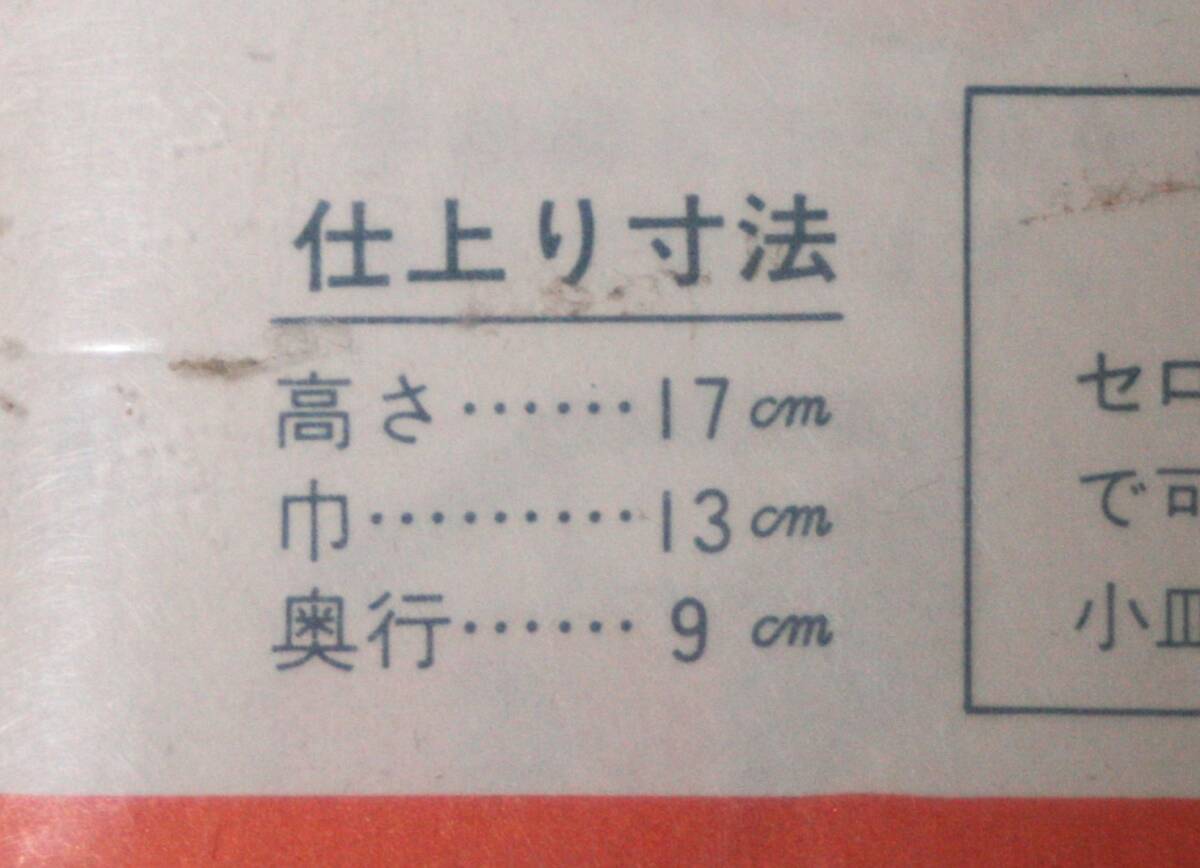 仕上り寸法
高さ……17cm
巾………13cm
奥行……9cm
セロ
で可
小皿